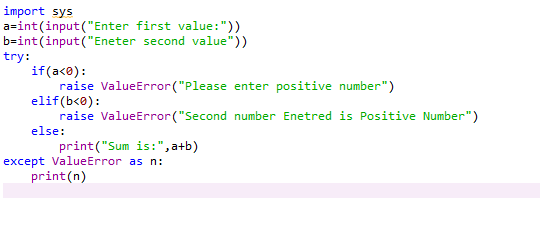 import sys
a=int(input("Enter first value:"))
b=int(input("Eneter second value"))
try:
    if(a<0):
        raise ValueError("Please enter positive number")
    elif(b<0):
        raise ValueError("Second number Enetred is Positive Number")
    else:
        print("Sum is:",a+b)
except ValueError as n:
    print(n)